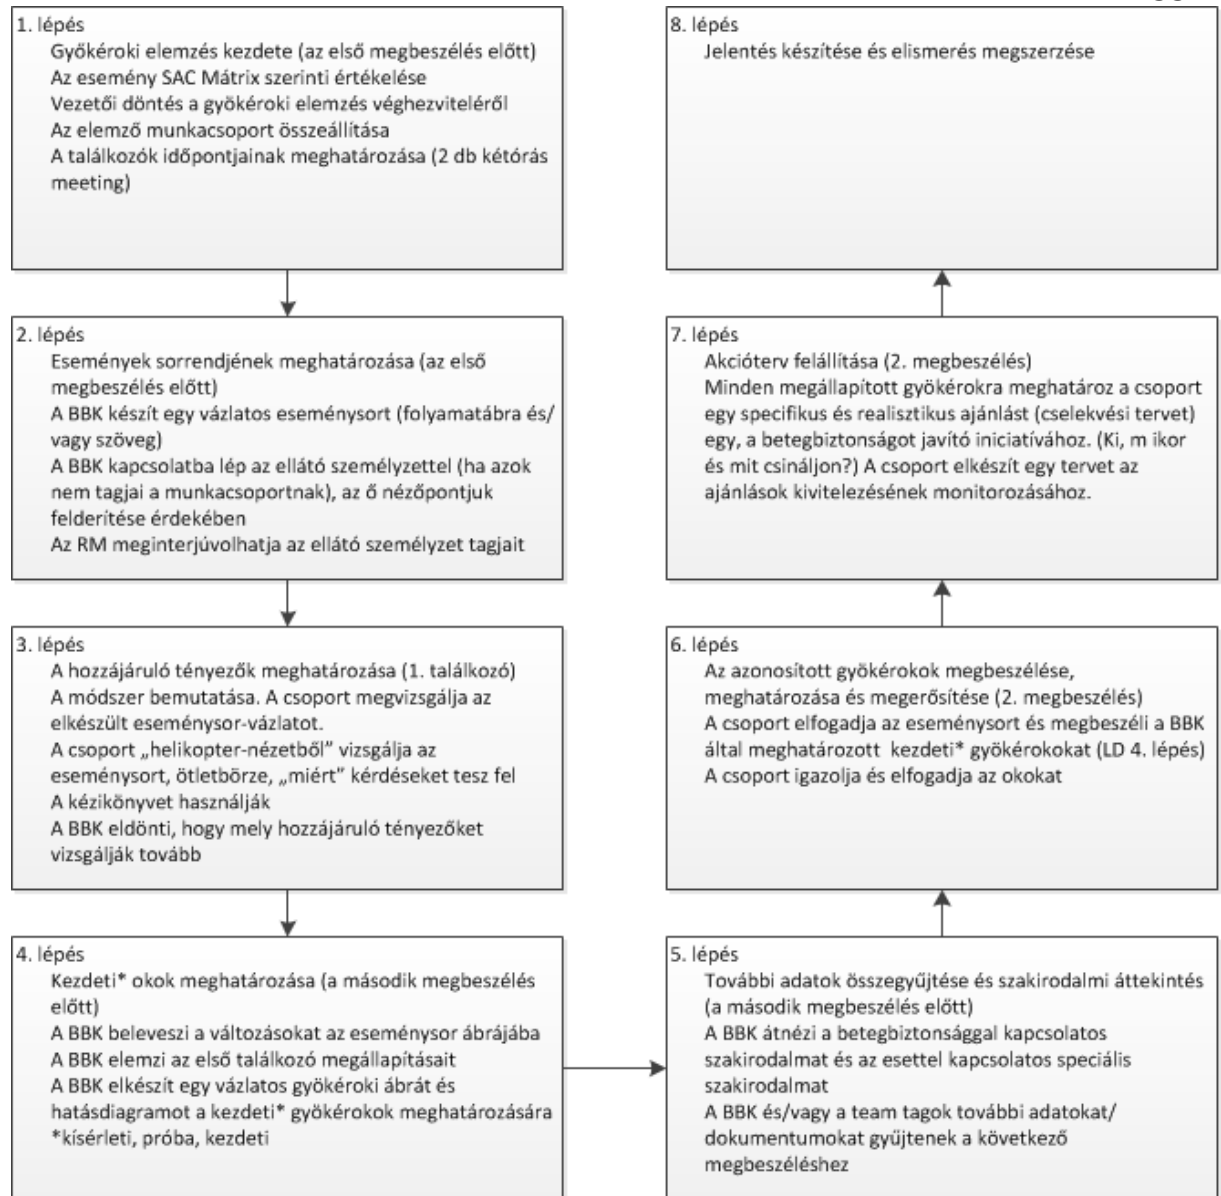 1. lépés
Győkéroki elemzés kezdete (az első megbeszélés előtt)
Az esemény SAC Mátrix szerinti értékelése
Vezetői döntés a gyökéroki elemzés véghezviteléről
Az elemző munkacsoport összeállítása
A találkozók időpontjainak meghatározása (2 db kétórás
meeting)
2. lépés
Események sorrendjének meghatározása (az első
megbeszélés előtt)
A BBK készít egy vázlatos eseménysort (folyamatábra és/
vagy szöveg)
A BBK kapcsolatba lép az ellátó személyzettel (ha azok
nem tagjai a munkacsoportnak), az ő nézőpontjuk
felderítése érdekében
Az RM meginterjúvolhatja az ellátó személyzet tagjait
3. lépés
A hozzájáruló tényezők meghatározása (1. találkozó)
A módszer bemutatása. A csoport megvizsgálja az
elkészült eseménysor-vázlatot.
A csoport „helikopter-nézetből” vizsgálja az
eseménysort, ötletbörze, „miért” kérdéseket tesz fel
A kézikönyvet használják
A BBK eldönti, hogy mely hozzájáruló tényezőket
vizsgálják tovább
4. lépés
Kezdeti* okok meghatározása (a második megbeszélés
előtt)
A BBK beleveszi a változásokat az eseménysor ábrájába
A BBK elemzi az első találkozó megállapításait
A BBK elkészít egy vázlatos gyökéroki ábrát és
hatásdiagramot a kezdeti* gyökérokok meghatározására
*kísérleti, próba, kezdeti
5. lépés
További adatok összegyűjtése és szakirodalmi áttekintés
(a második megbeszélés előtt)
A BBK átnézi a betegbiztonsággal kapcsolatos
szakirodalmat és az esettel kapcsolatos speciális
szakirodalmat
A BBK és/vagy a team tagok további adatokat/
dokumentumokat gyűjtenek a következő
megbeszéléshez
6. lépés
Az azonosított gyökérokok megbeszélése,
meghatározása és megerősítése (2. megbeszélés)
A csoport elfogadja az eseménysort és megbeszéli a BBK
által meghatározott kezdeti* gyökérokokat (LD 4. lépés)
A csoport igazolja és elfogadja az okokat
7. lépés
Akcióterv felállítása (2. megbeszélés)
Minden megállapított gyökérokra meghatároz a csoport
egy specifikus és realisztikus ajánlást (cselekvési tervet)
egy, a betegbiztonságot javító iniciatívához. (Ki, m ikor
és mit csináljon?) A csoport elkészít egy tervet az
ajánlások kivitelezésének monitorozásához.
8. lépés
Jelentés készítése és elismerés megszerzése